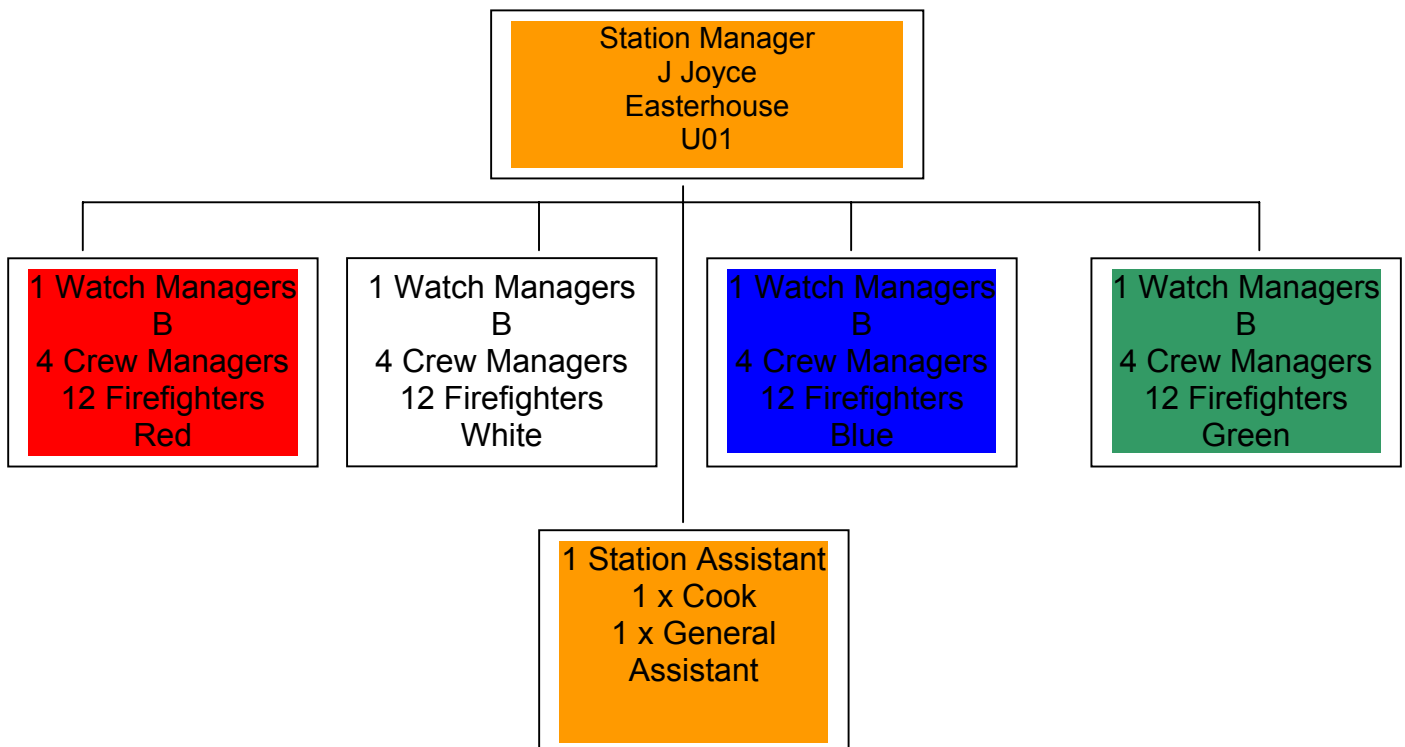 Station Manager
J Joyce
Easterhouse
U01
1 Watch Managers
B
4 Crew Managers
12 Firefighters
Red
1 Watch Managers
B
4 Crew Managers
12 Firefighters
White
1 Watch Managers
B
4 Crew Managers
12 Firefighters
Blue
1 Watch Managers
B
4 Crew Managers
12 Firefighters
Green
1 Station Assistant
1 x Cook
1 x General
Assistant